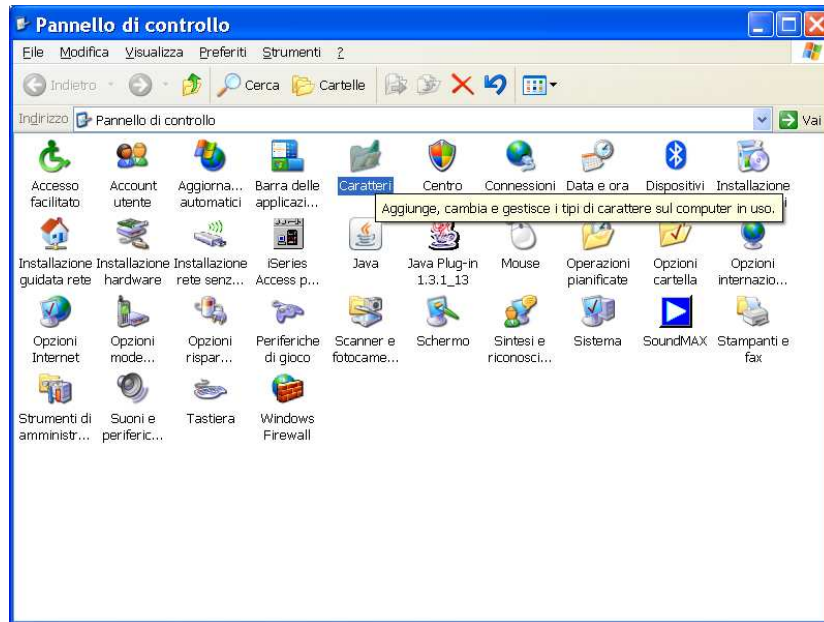 Pannello di controllo
File Modifica Visualizza Preferiti Strumenti ?
Indietro Cerca Cartelle
Indirizzo Pannello di controllo Vai
Accesso facilitato
Account utente
Aggiorna... automatici
Barra delle applicazi...
Caratteri
Centro
Connessioni
Data e ora
Dispositivi
Installazione
Aggiunge, cambia e gestisce i tipi di carattere sul computer in uso.
Installazione guidata rete
Installazione hardware
Installazione rete senz...
iSeries Access p...
Java
Java Plug-in 1.3.1_13
Mouse
Operazioni pianificate
Opzioni cartella
Opzioni internazio...
Opzioni Internet
Opzioni mode...
Opzioni rispar...
Periferiche di gioco
Scanner e fotocame...
Schermo
Sintesi e riconosci...
Sistema
SoundMAX
Stampanti e fax
Strumenti di amministr...
Suoni e periferic...
Tastiera
Windows Firewall